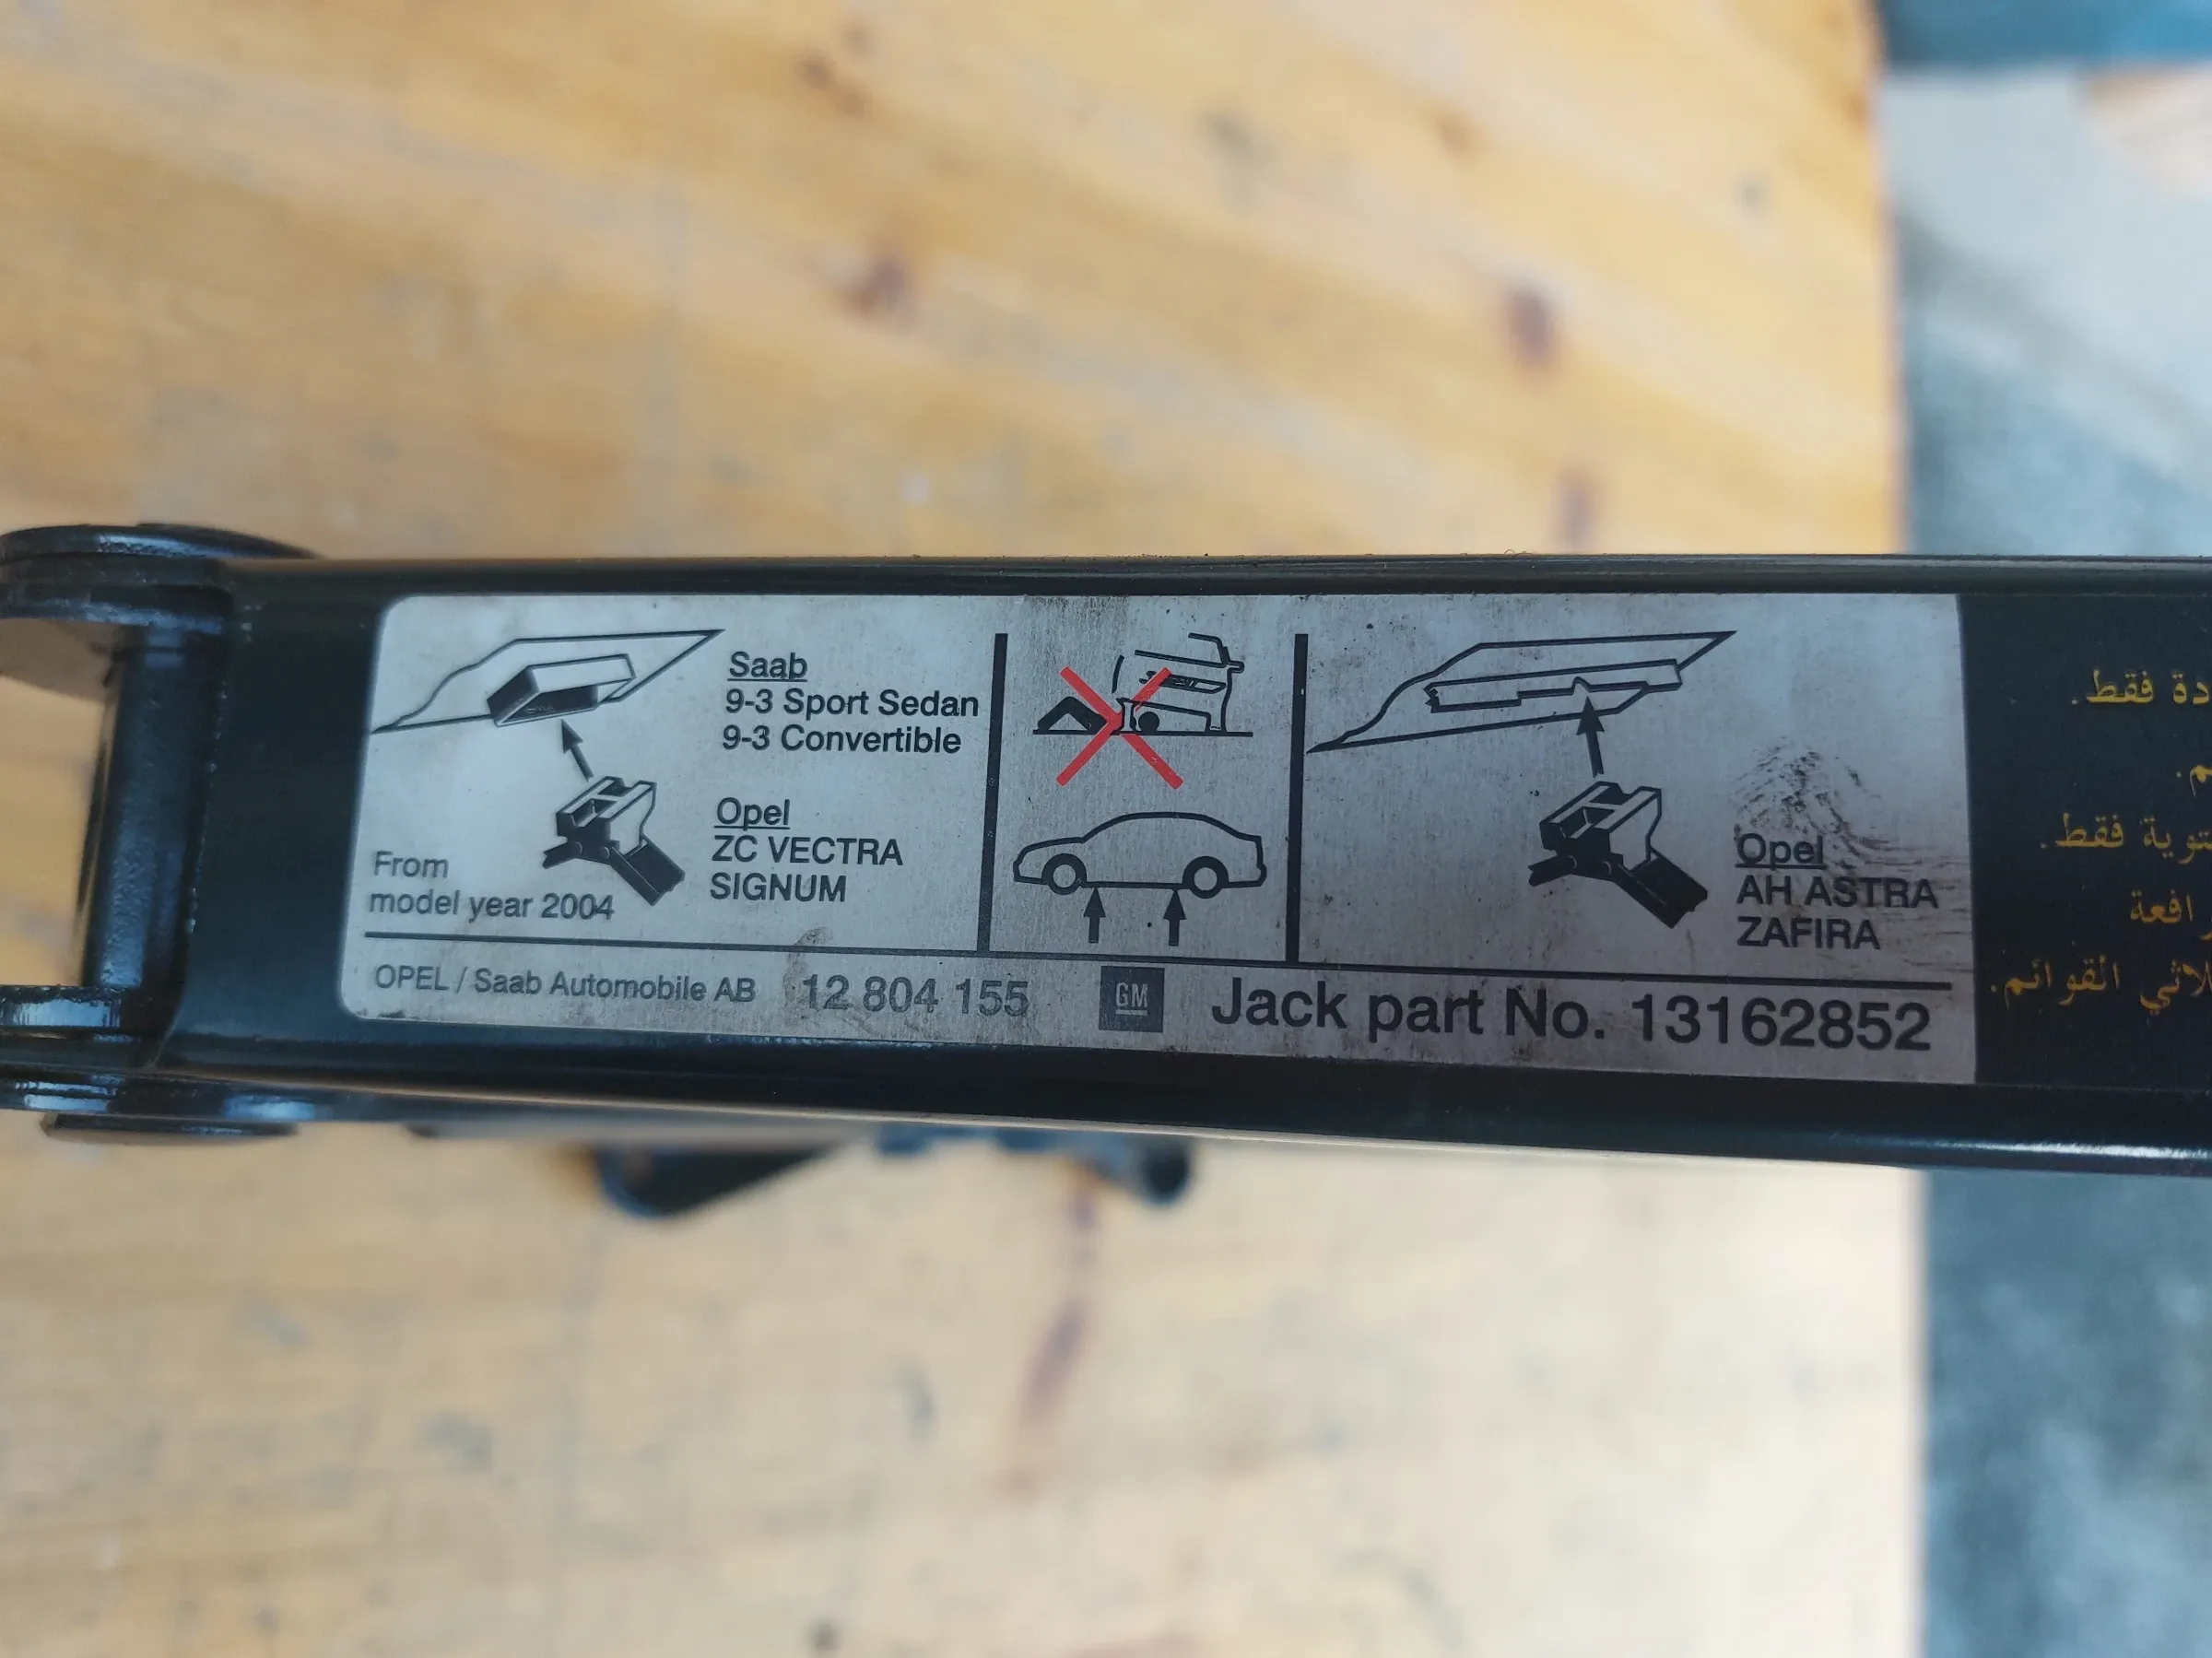 Saab
9-3 Sport Sedan
9-3 Convertible
Opel
ZC VECTRA
SIGNUM
From
model year 2004
Opel
AH ASTRA
ZAFIRA
OPEL / Saab Automobile AB 12 804 155 GM Jack part No. 13162852
فقط.
فقط.
القوائم.